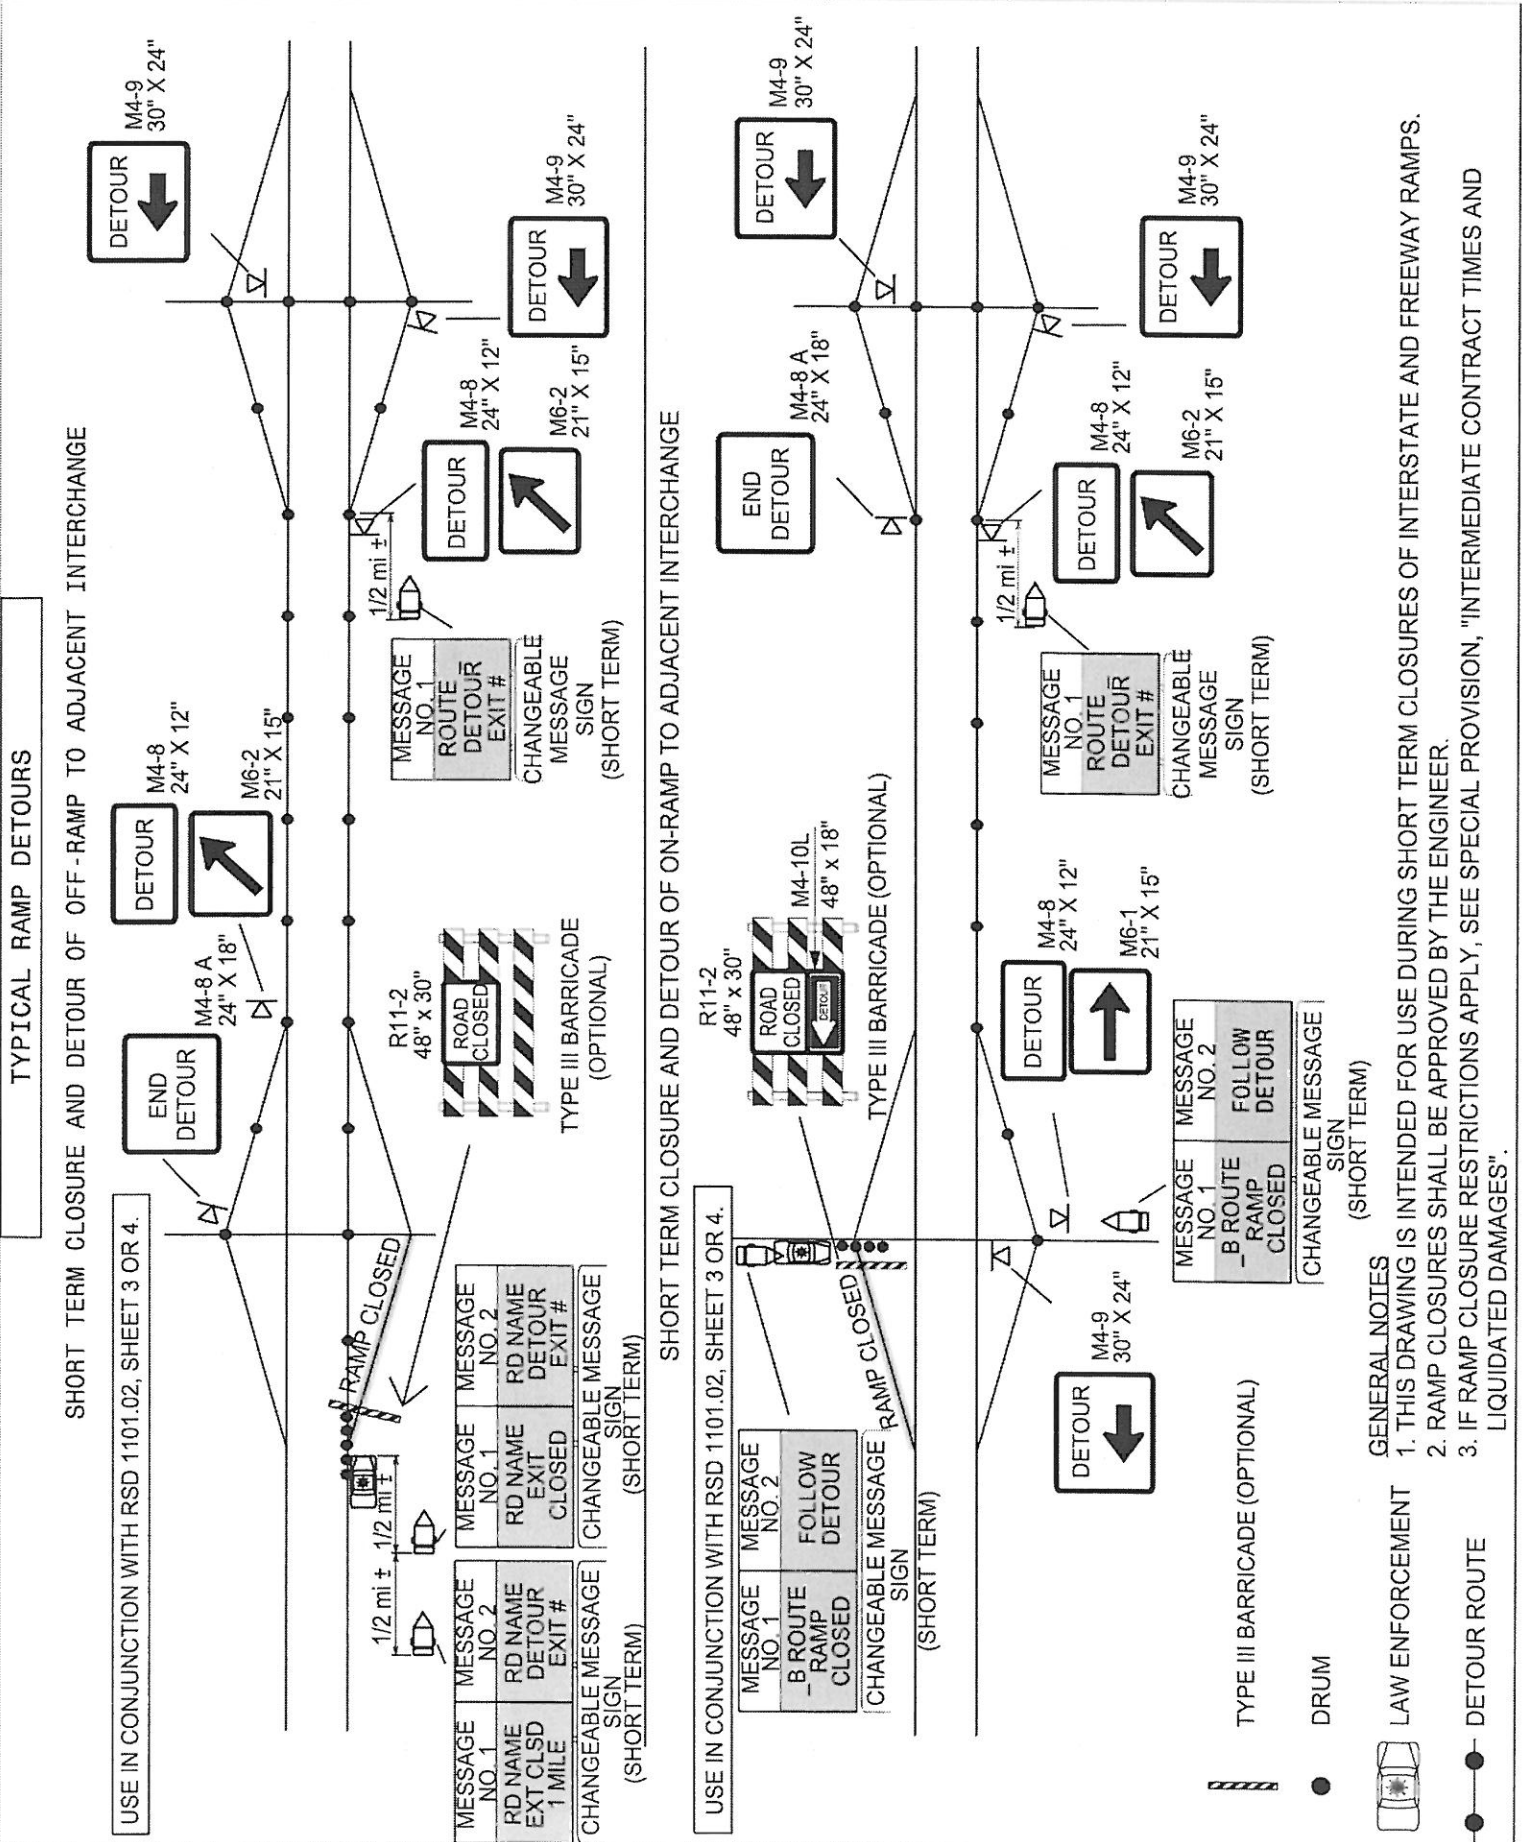 TYPICAL RAMP DETOURS
SHORT TERM CLOSURE AND DETOUR OF OFF-RAMP TO ADJACENT INTERCHANGE
USE IN CONJUNCTION WITH RSD 1101.02, SHEET 3 OR 4.
END
DETOUR
M4-8 A
24" X 18"
DETOUR
M4-8
24" X 12"
M6-2
21" X 15"
DETOUR
M4-9
30" X 24"
RAMP CLOSED
1/2 mi ±
1/2 mi ±
MESSAGE
NO. 1
RD NAME
EXT CLSD
1 MILE
MESSAGE
NO. 2
RD NAME
DETOUR
EXIT #
CHANGEABLE MESSAGE
SIGN
(SHORT TERM)
MESSAGE
NO. 1
RD NAME
EXIT
CLOSED
MESSAGE
NO. 2
RD NAME
DETOUR
EXIT #
CHANGEABLE MESSAGE
SIGN
(SHORT TERM)
R11-2
48" x 30"
ROAD
CLOSED
TYPE III BARRICADE
(OPTIONAL)
1/2 mi ±
MESSAGE
NO. 1
ROUTE
DETOUR
EXIT #
CHANGEABLE
MESSAGE
SIGN
(SHORT TERM)
DETOUR
M4-8
24" X 12"
M6-2
21" X 15"
DETOUR
M4-9
30" X 24"
SHORT TERM CLOSURE AND DETOUR OF ON-RAMP TO ADJACENT INTERCHANGE
USE IN CONJUNCTION WITH RSD 1101.02, SHEET 3 OR 4.
MESSAGE
NO. 1
_B ROUTE
RAMP
CLOSED
MESSAGE
NO. 2
FOLLOW
DETOUR
CHANGEABLE MESSAGE
SIGN
(SHORT TERM)
RAMP CLOSED
R11-2
48" x 30"
ROAD
CLOSED
DETOUR
M4-10L
48" x 18"
TYPE III BARRICADE (OPTIONAL)
END
DETOUR
M4-8 A
24" X 18"
DETOUR
M4-9
30" X 24"
DETOUR
M4-9
30" X 24"
DETOUR
M4-8
24" X 12"
M6-1
21" X 15"
MESSAGE
NO. 1
_B ROUTE
RAMP
CLOSED
MESSAGE
NO. 2
FOLLOW
DETOUR
CHANGEABLE MESSAGE
SIGN
(SHORT TERM)
1/2 mi ±
MESSAGE
NO. 1
ROUTE
DETOUR
EXIT #
CHANGEABLE
MESSAGE
SIGN
(SHORT TERM)
DETOUR
M4-8
24" X 12"
M6-2
21" X 15"
DETOUR
M4-9
30" X 24"
TYPE III BARRICADE (OPTIONAL)
DRUM
LAW ENFORCEMENT
DETOUR ROUTE
GENERAL NOTES
1. THIS DRAWING IS INTENDED FOR USE DURING SHORT TERM CLOSURES OF INTERSTATE AND FREEWAY RAMPS.
2. RAMP CLOSURES SHALL BE APPROVED BY THE ENGINEER.
3. IF RAMP CLOSURE RESTRICTIONS APPLY, SEE SPECIAL PROVISION, "INTERMEDIATE CONTRACT TIMES AND
LIQUIDATED DAMAGES".